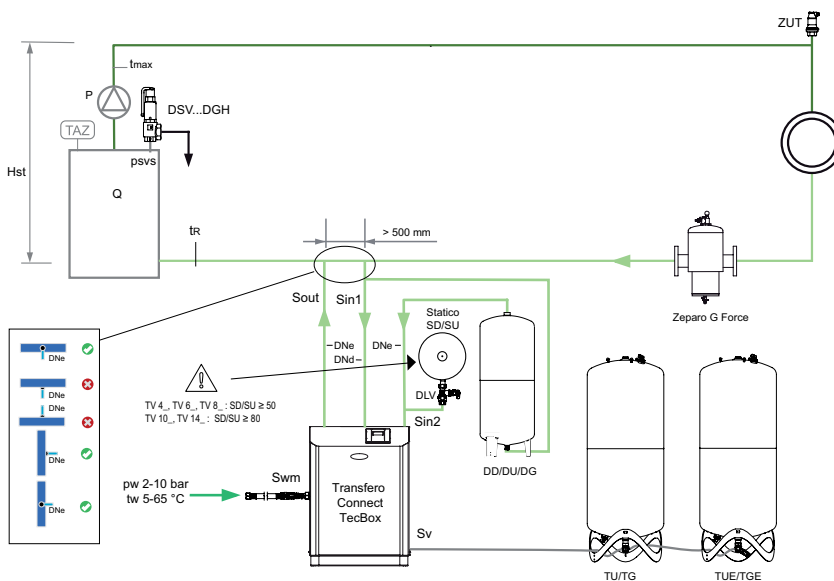 ZUT
tmax
P
DSV...DGH
TAZ
psvs
Hst
Q
tR
> 500 mm
Sout
Sin1
Zeparo G Force
Statico
SD/SU
DNe
DNd
DNe
DLV
Sin2
DD/DU/DG
DNe
DNe
DNe
DNe
DNe
TV 4_, TV 6_, TV 8_ : SD/SU ≥ 50
TV 10_, TV 14_ : SD/SU ≥ 80
pw 2-10 bar
tw 5-65 °C
Swm
Transfero
Connect
TecBox
Sv
TU/TG
TUE/TGE